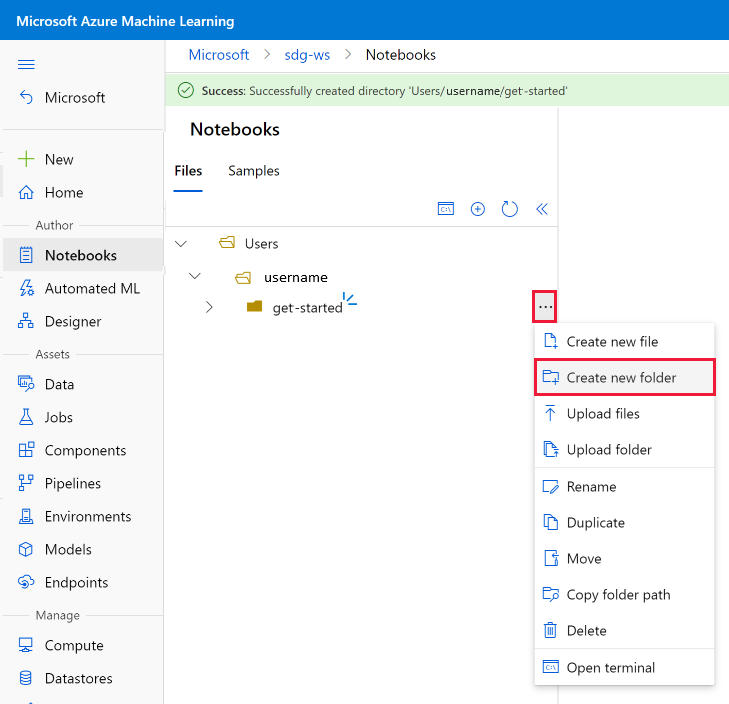 Microsoft Azure Machine Learning
Microsoft > sdg-ws > Notebooks
Microsoft
Success: Successfully created directory 'Users/username/get-started'
Notebooks
Files Samples
New
Home
Author
Notebooks
Automated ML
Designer
Assets
Data
Jobs
Components
Pipelines
Environments
Models
Endpoints
Manage
Compute
Datastores
Users
username
get-started
...
Create new file
Create new folder
Upload files
Upload folder
Rename
Duplicate
Move
Copy folder path
Delete
Open terminal